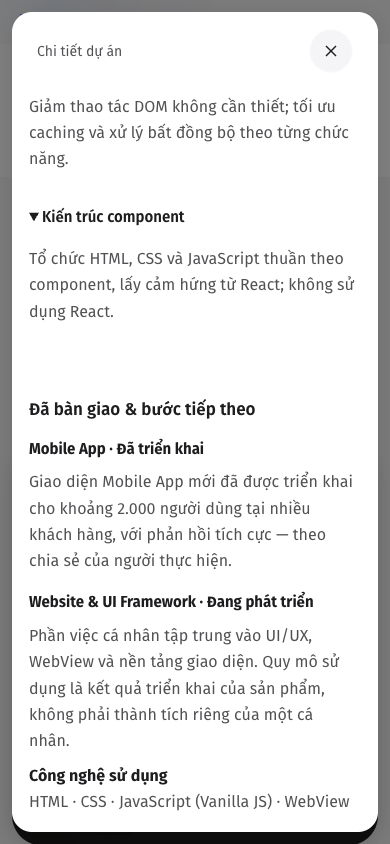 Chi tiết dự án
Giảm thao tác DOM không cần thiết; tối ưu
caching và xử lý bất đồng bộ theo từng chức
năng.
Kiến trúc component
Tổ chức HTML, CSS và JavaScript thuần theo
component, lấy cảm hứng từ React; không sử
dụng React.
Đã bàn giao & bước tiếp theo
Mobile App · Đã triển khai
Giao diện Mobile App mới đã được triển khai
cho khoảng 2.000 người dùng tại nhiều
khách hàng, với phản hồi tích cực — theo
chia sẻ của người thực hiện.
Website & UI Framework · Đang phát triển
Phần việc cá nhân tập trung vào UI/UX,
WebView và nền tảng giao diện. Quy mô sử
dụng là kết quả triển khai của sản phẩm,
không phải thành tích riêng của một cá
nhân.
Công nghệ sử dụng
HTML · CSS · JavaScript (Vanilla JS) · WebView